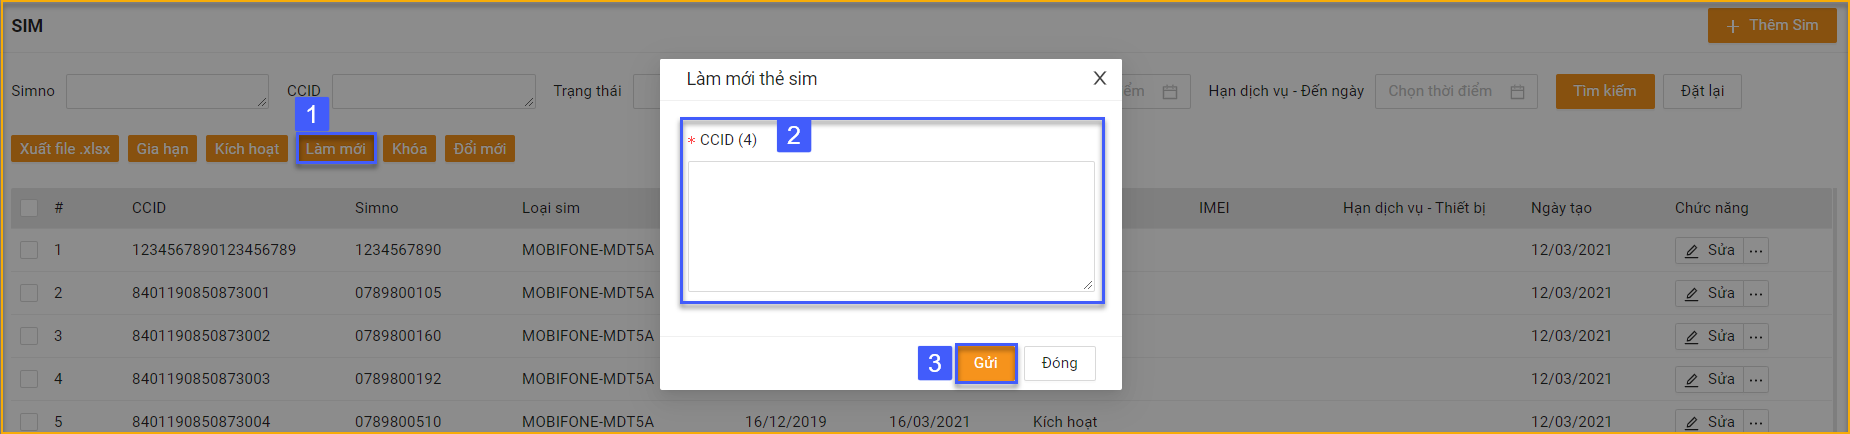 SIM
+ Thêm Sim
Simno CCID Trạng thái Hạn dịch vụ - Đến ngày Chọn thời điểm Tìm kiếm Đặt lại
1
Xuất file .xlsx Gia hạn Kích hoạt Làm mới Khóa Đổi mới
Làm mới thẻ sim X
* CCID (4) 2
3 Gửi Đóng
# CCID Simno Loại sim IMEI Hạn dịch vụ - Thiết bị Ngày tạo Chức năng
1 1234567890123456789 1234567890 MOBIFONE-MDT5A 12/03/2021 Sửa ...
2 8401190850873001 0789800105 MOBIFONE-MDT5A 12/03/2021 Sửa ...
3 8401190850873002 0789800160 MOBIFONE-MDT5A 12/03/2021 Sửa ...
4 8401190850873003 0789800192 MOBIFONE-MDT5A 12/03/2021 Sửa ...
5 8401190850873004 0789800510 MOBIFONE-MDT5A 16/12/2019 16/03/2021 Kích hoạt 12/03/2021 Sửa ...